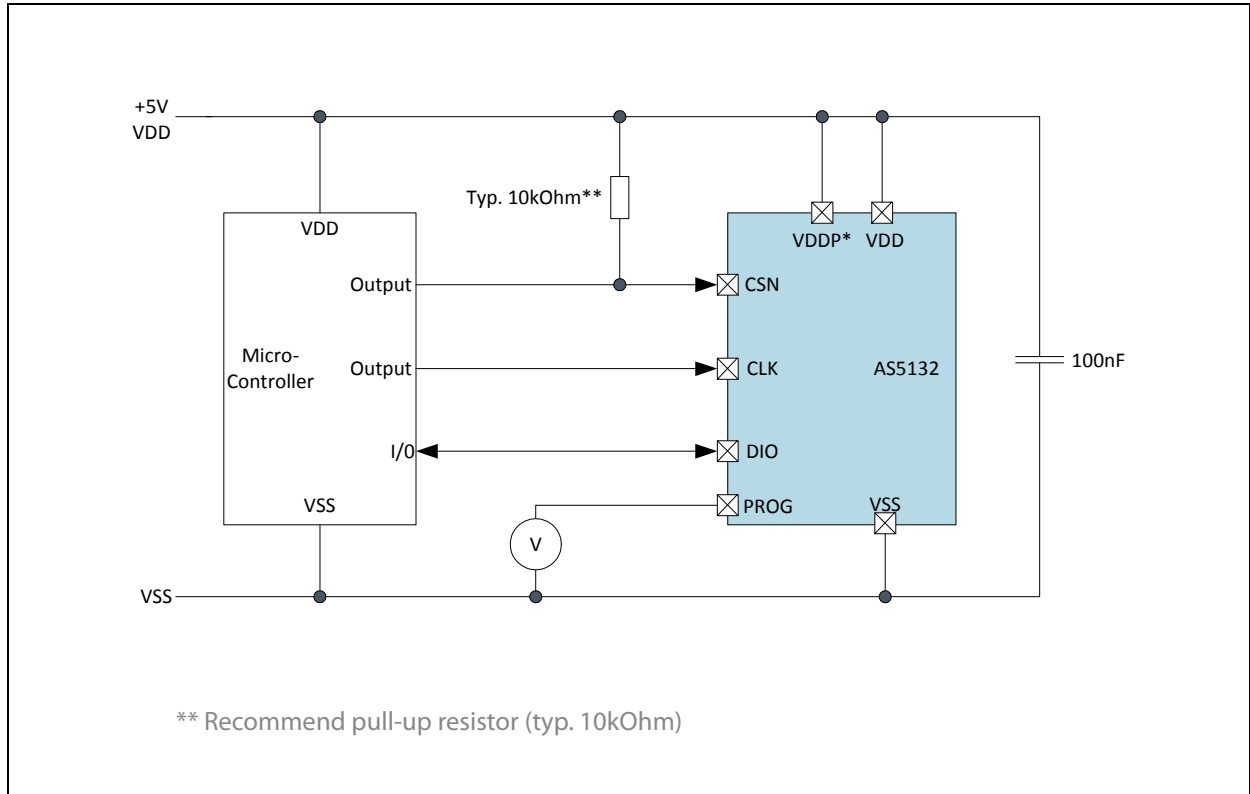 +5V
VDD
Typ. 10kOhm**
VDD
VDDP*
VDD
Output
CSN
Micro-
Controller
Output
CLK
AS5132
100nF
I/0
DIO
VSS
PROG
VSS
V
VSS
** Recommend pull-up resistor (typ. 10kOhm)